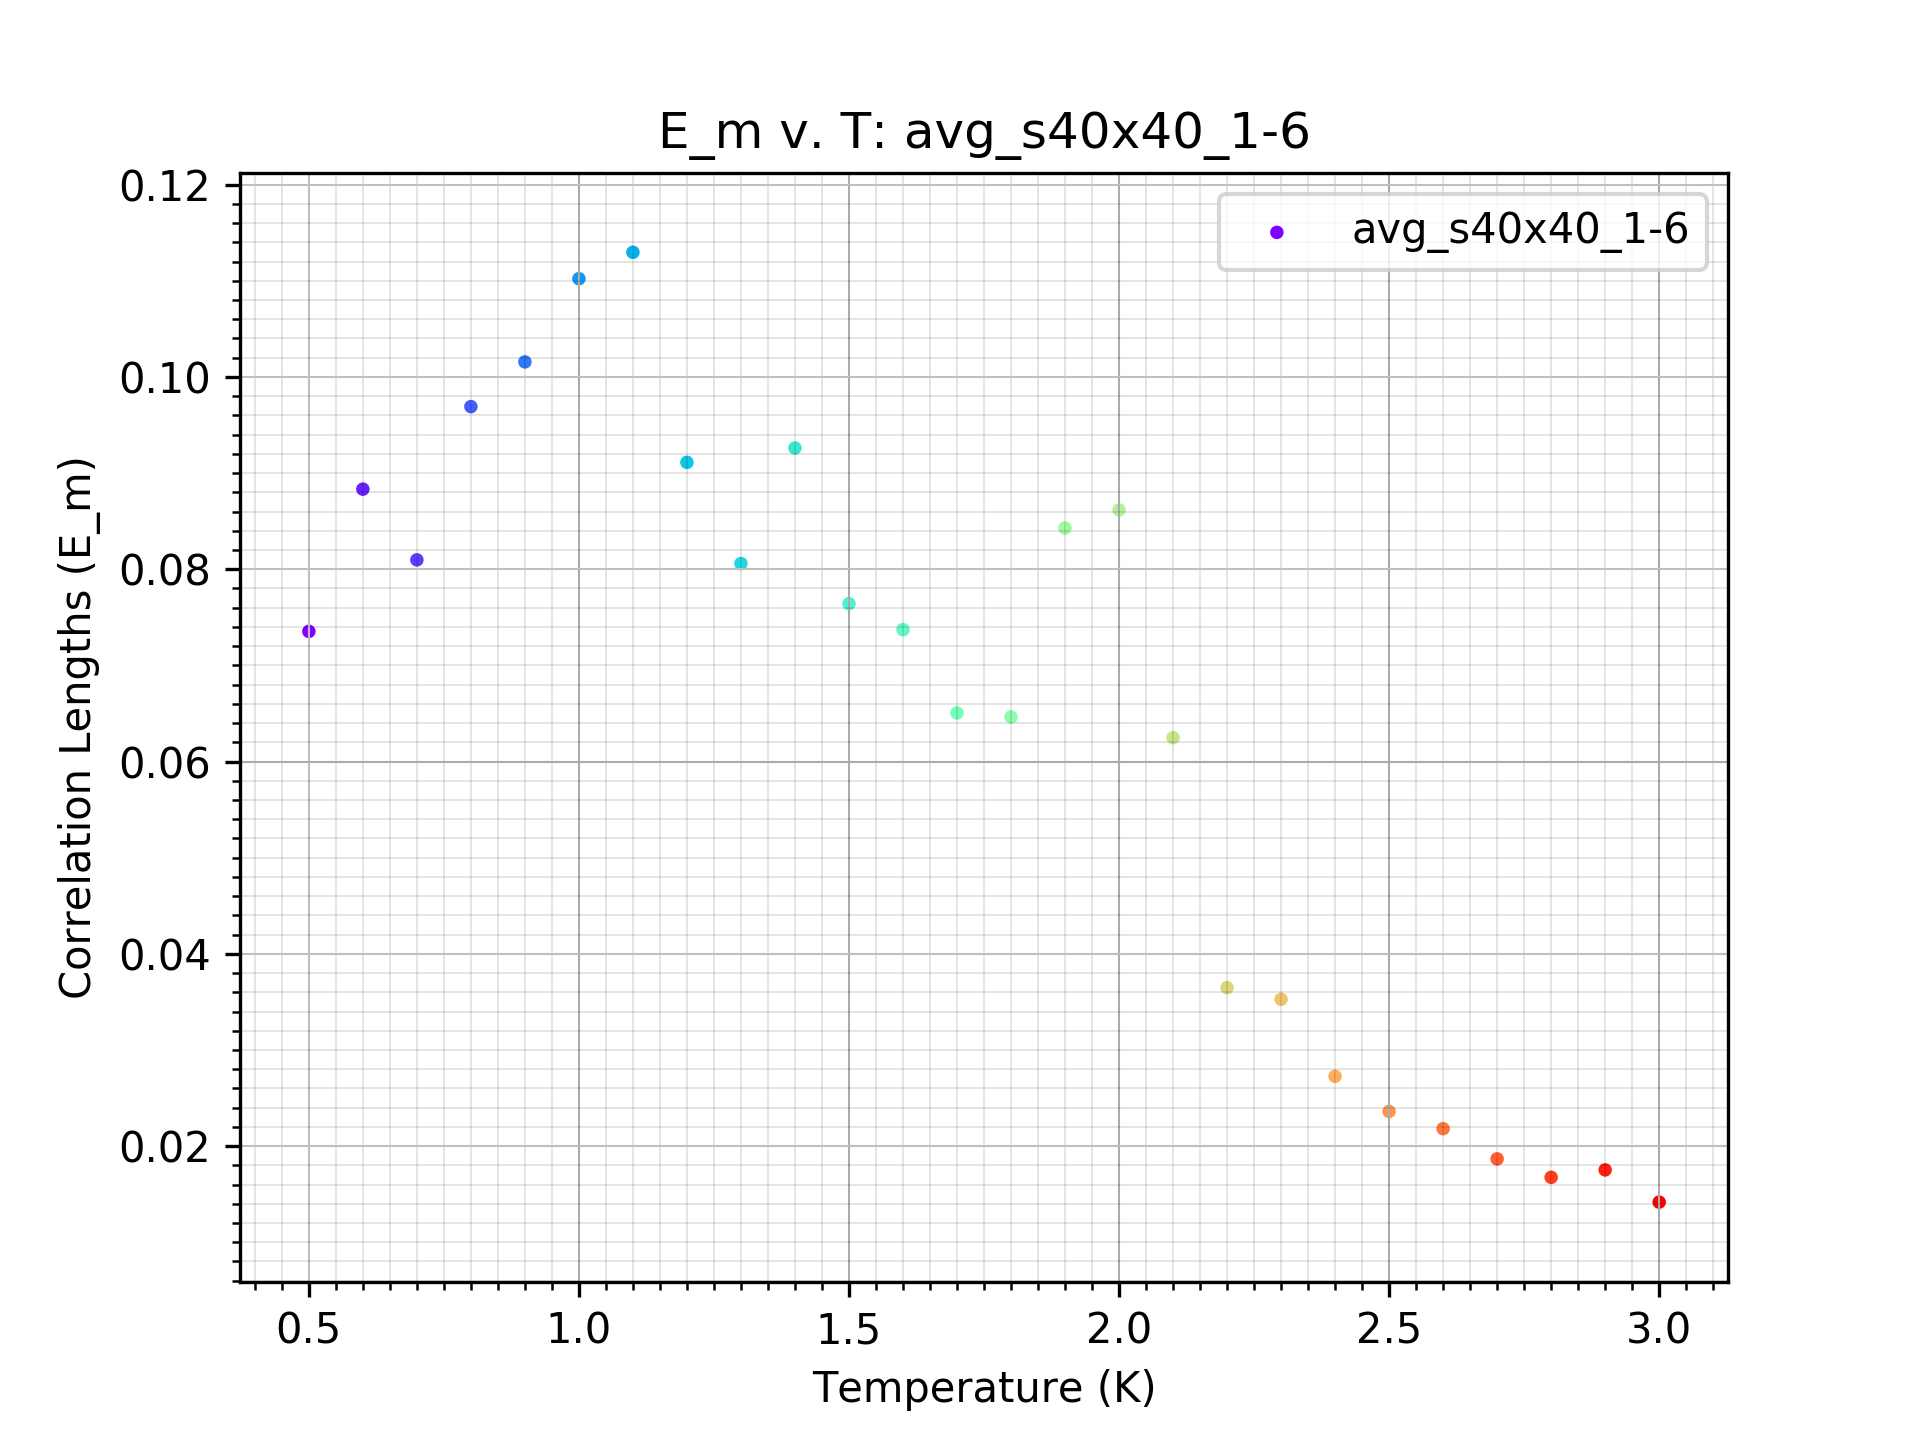 E_m v. T: avg_s40x40_1-6
avg_s40x40_1-6
0.12
0.10
0.08
0.06
0.04
0.02
Correlation Lengths (E_m)
0.5 1.0 1.5 2.0 2.5 3.0
Temperature (K)